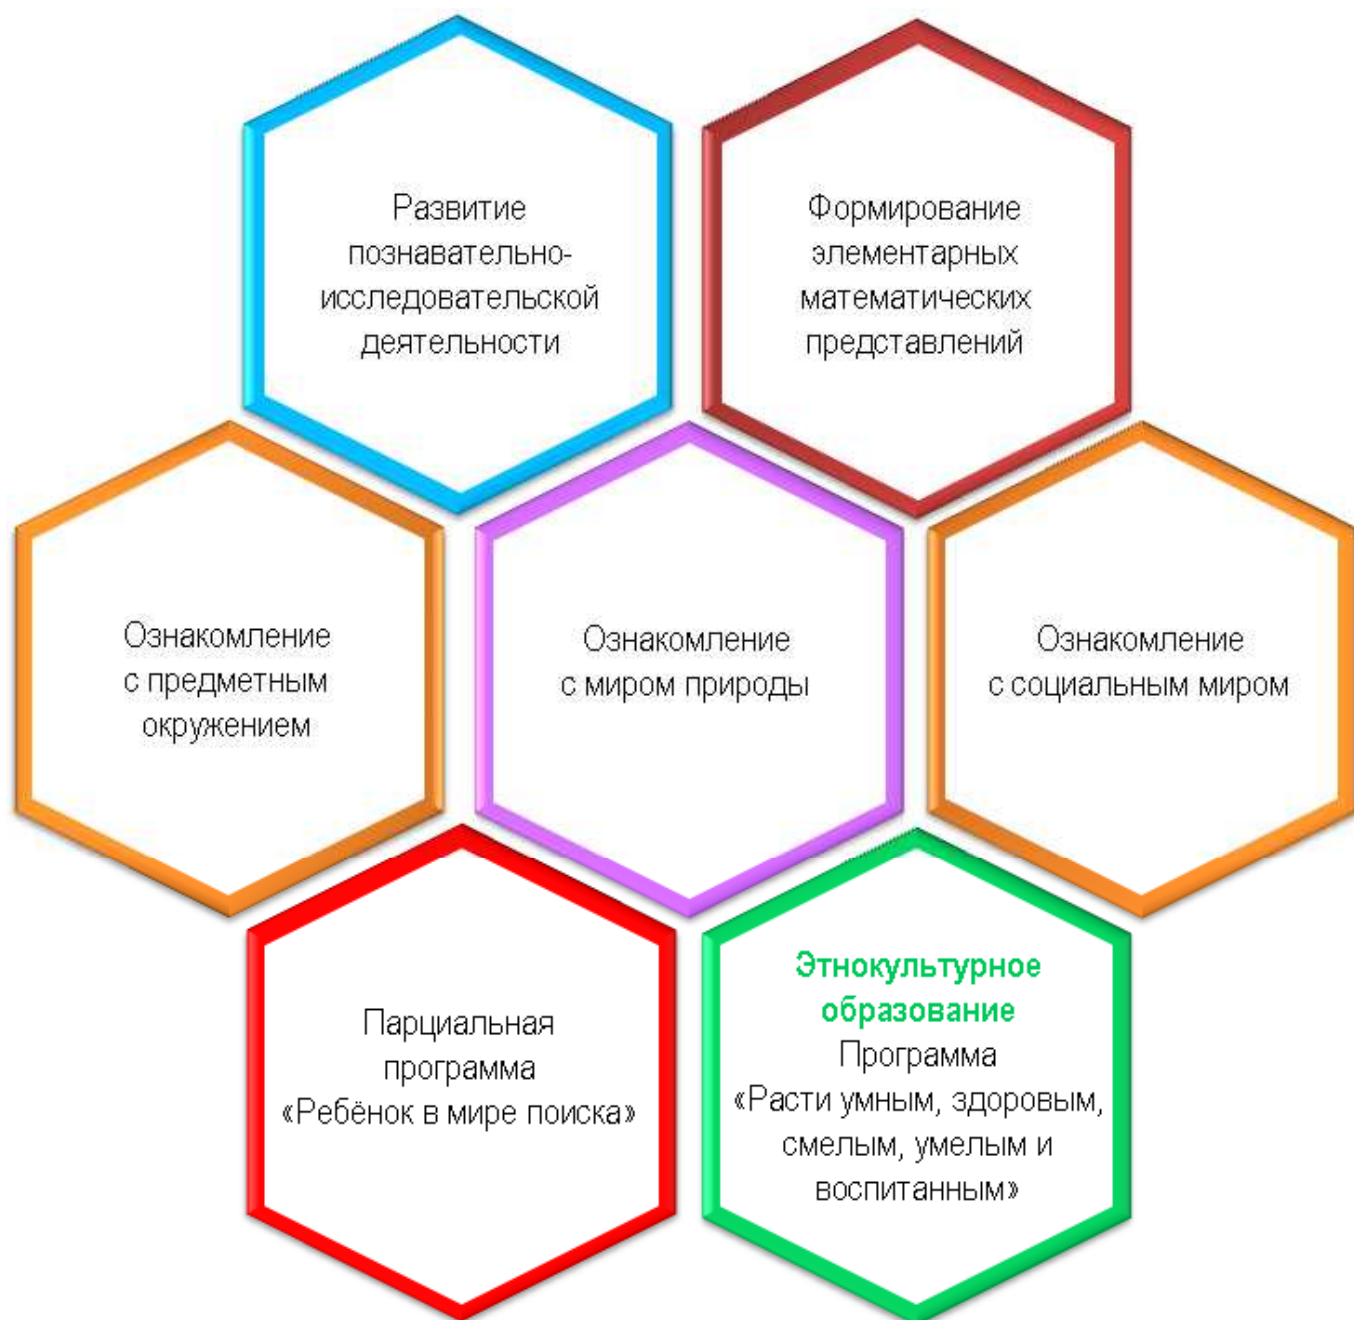 Развитие
познавательно-
исследовательской
деятельности
Формирование
элементарных
математических
представлений
Ознакомление
с предметным
окружением
Ознакомление
с миром природы
Ознакомление
с социальным миром
Парциальная
программа
«Ребёнок в мире поиска»
Этнокультурное
образование
Программа
«Расти умным, здоровым,
смелым, умелым и
воспитанным»